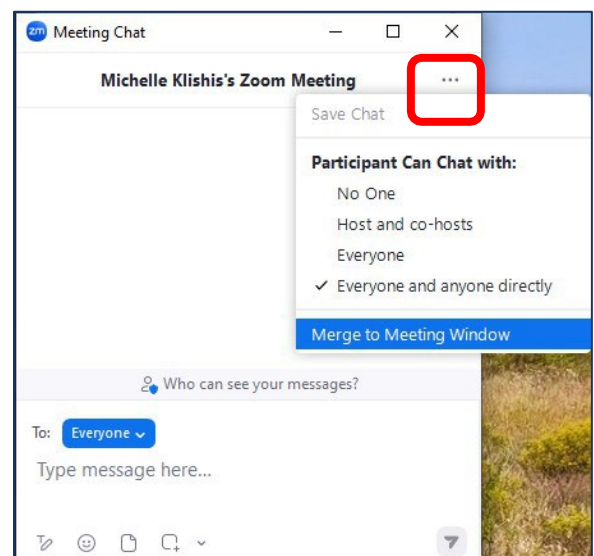 zm Meeting Chat
Michelle Klishis's Zoom Meeting
Save Chat
Participant Can Chat with:
No One
Host and co-hosts
Everyone
Everyone and anyone directly
Merge to Meeting Window
Who can see your messages?
To: Everyone
Type message here...